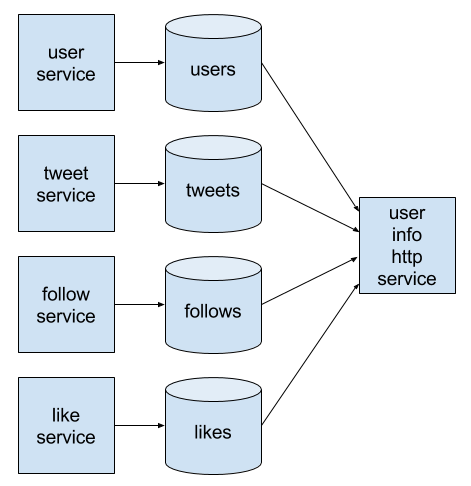 user
service
users
tweet
service
tweets
follow
service
follows
like
service
likes
user
info
http
service